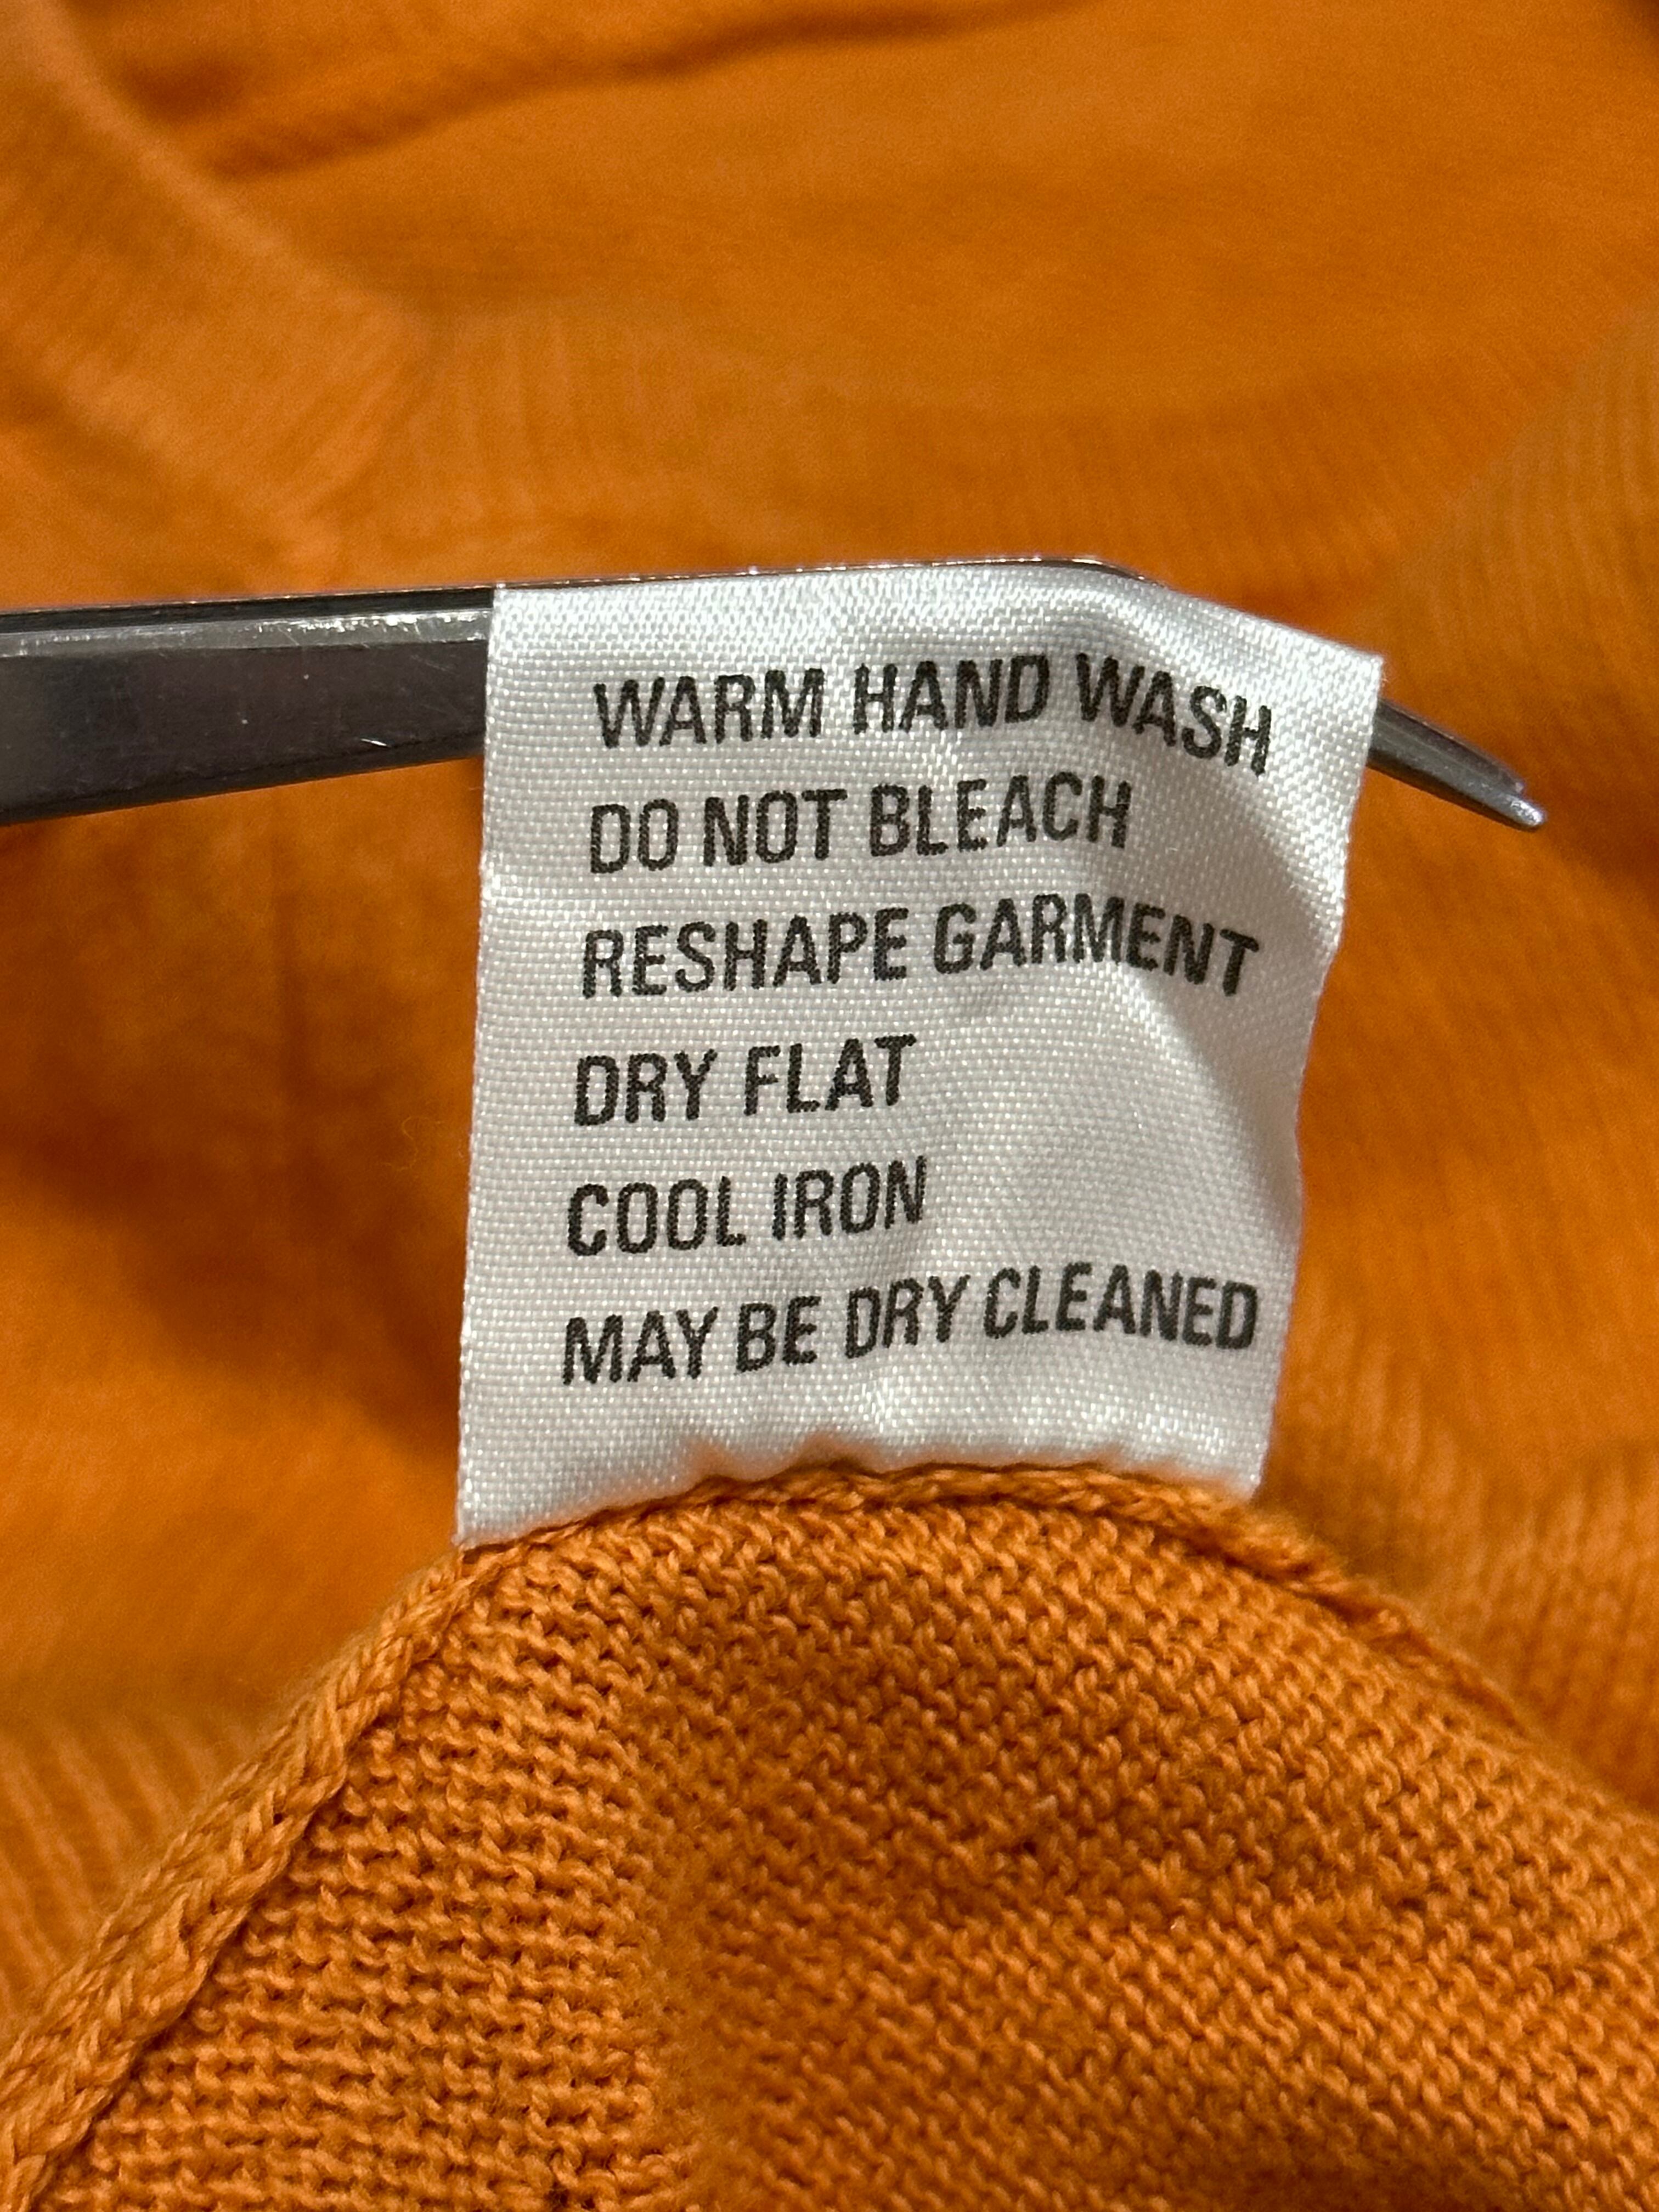 WARM HAND WASH
DO NOT BLEACH
RESHAPE GARMENT
DRY FLAT
COOL IRON
MAY BE DRY CLEANED